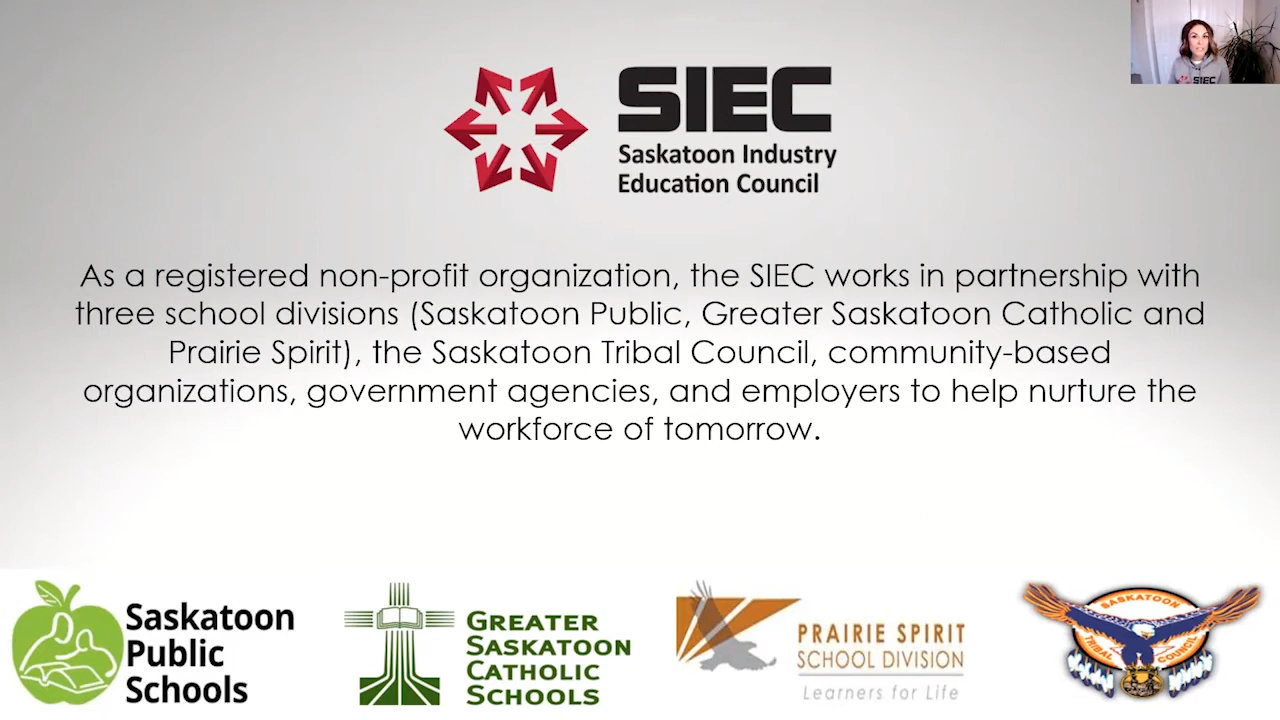 SIEC
SIEC
Saskatoon Industry
Education Council
As a registered non-profit organization, the SIEC works in partnership with
three school divisions (Saskatoon Public, Greater Saskatoon Catholic and
Prairie Spirit), the Saskatoon Tribal Council, community-based
organizations, government agencies, and employers to help nurture the
workforce of tomorrow.
Saskatoon
Public
Schools
GREATER
SASKATOON
CATHOLIC
SCHOOLS
PRAIRIE SPIRIT
SCHOOL DIVISION
Learners for Life
SASKATOON
TRIBAL COUNCIL